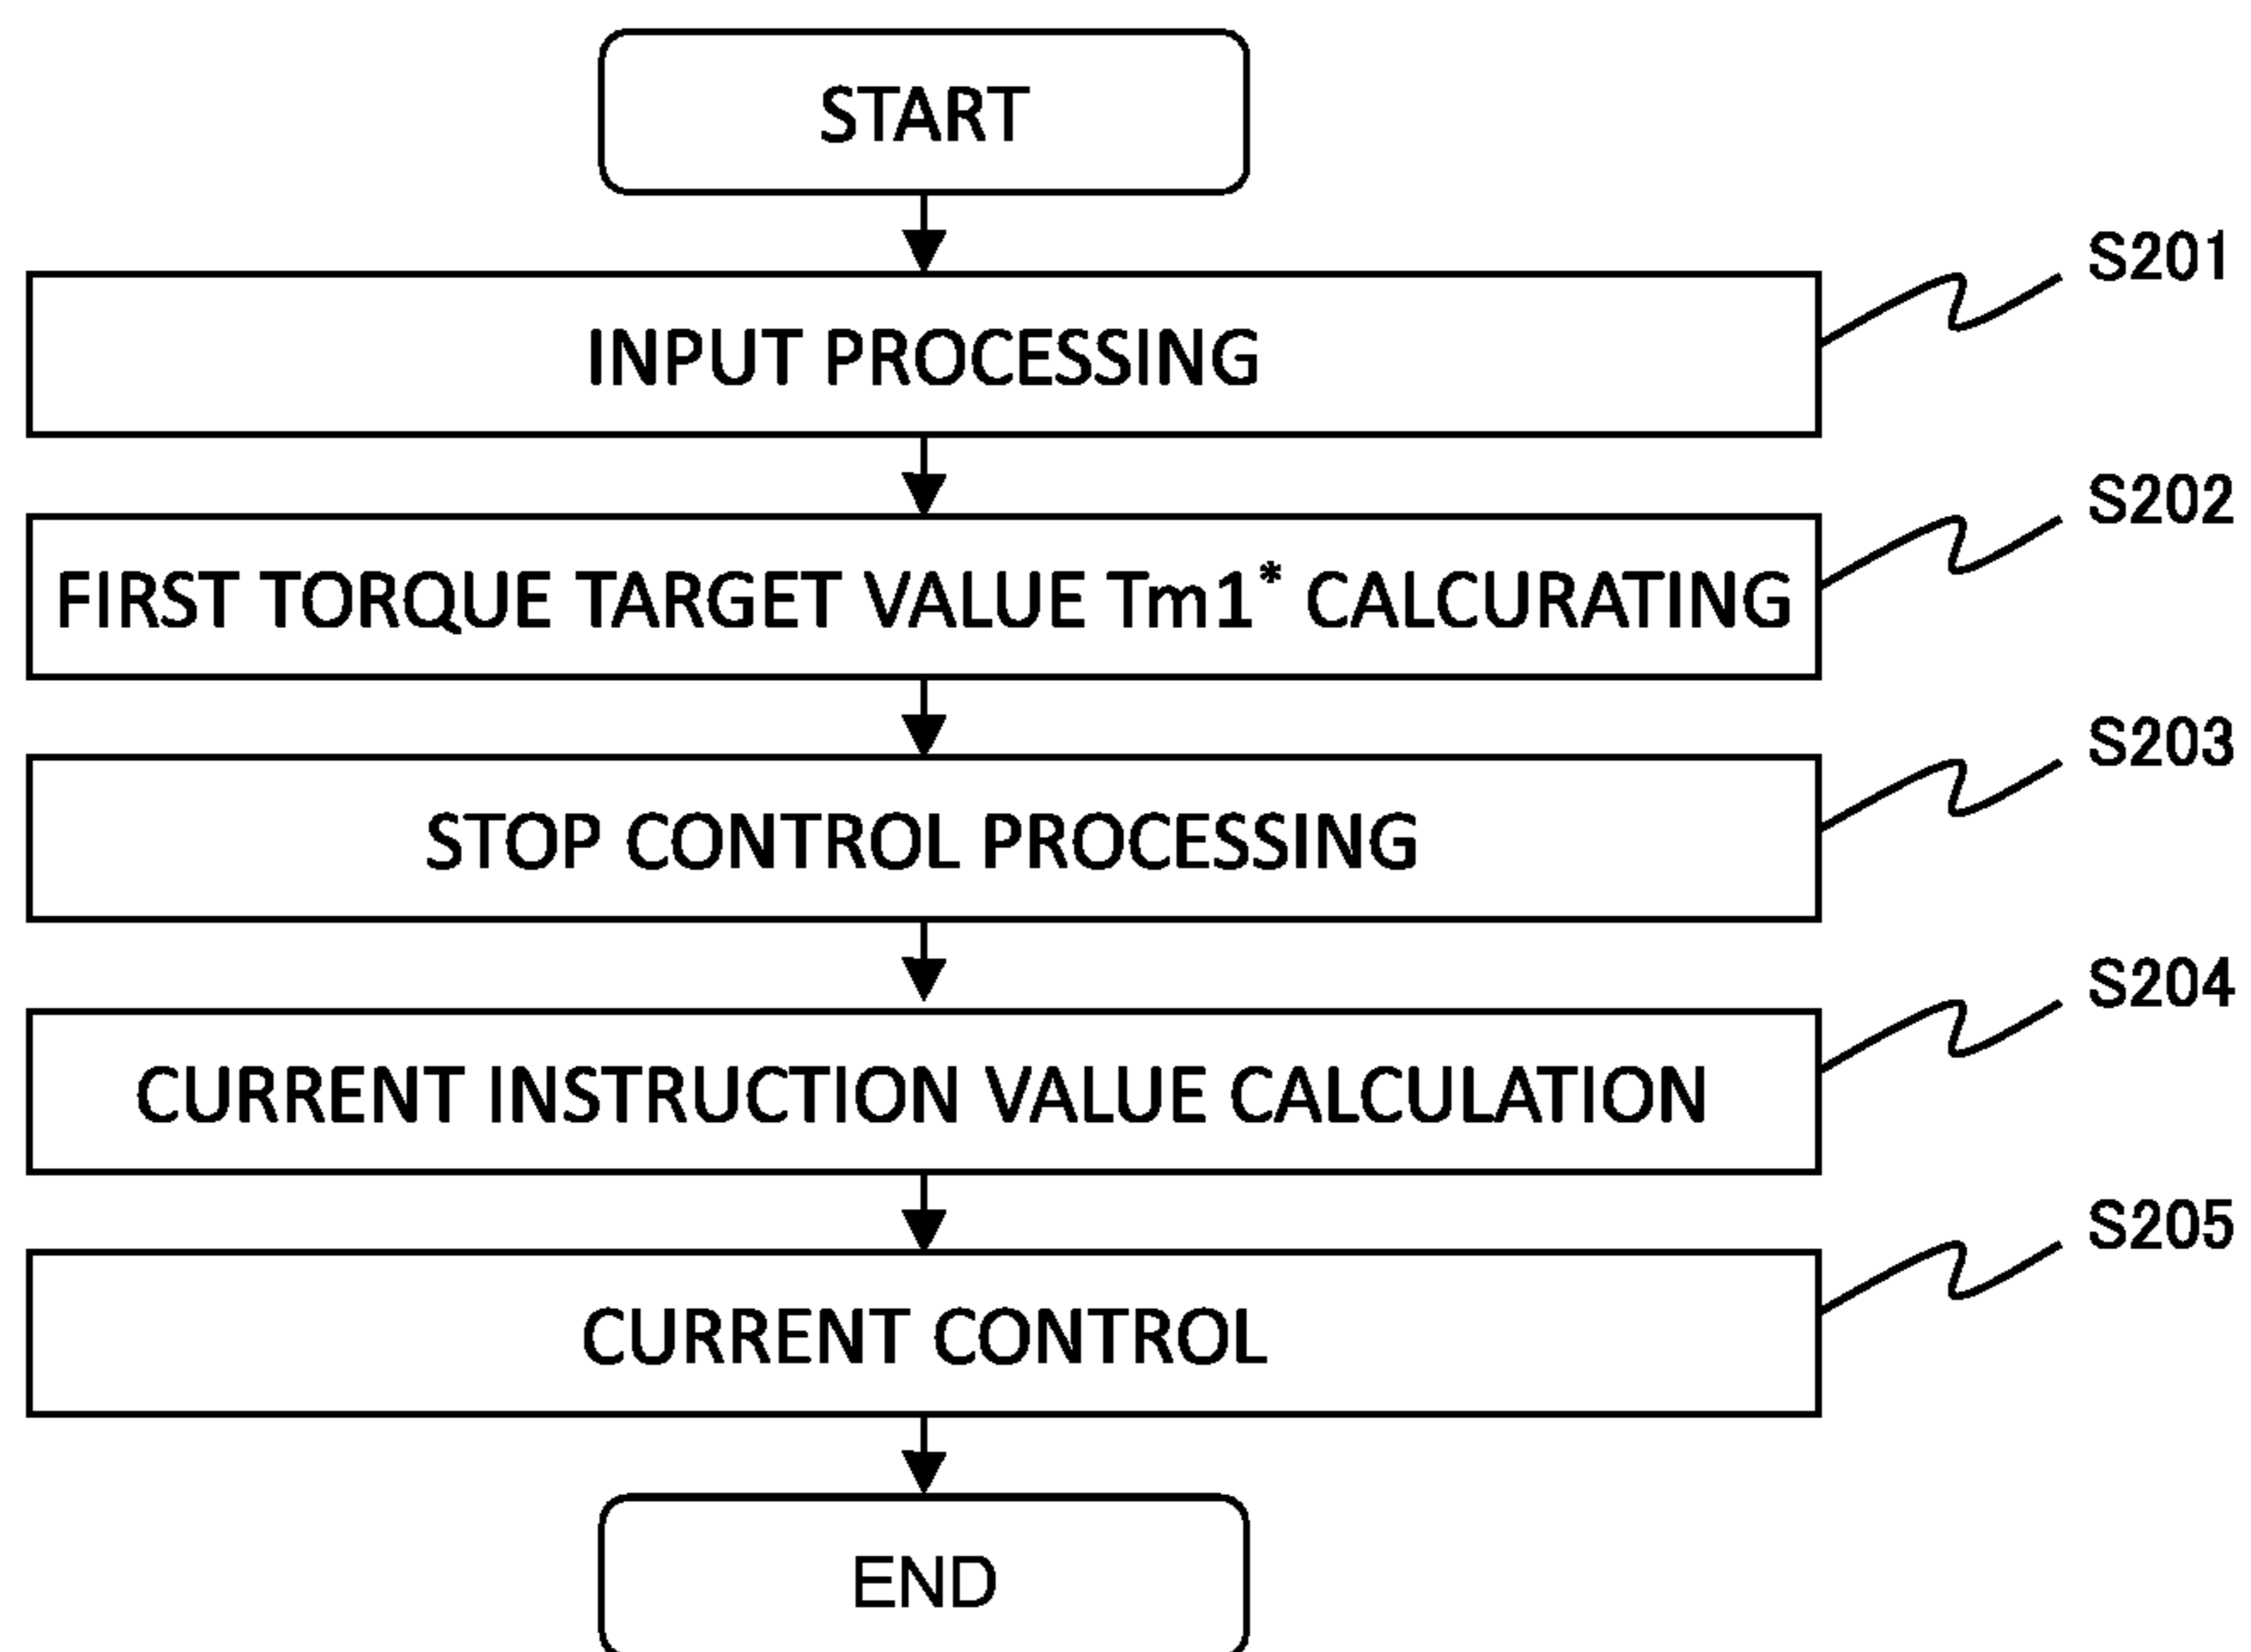 START
S201
INPUT PROCESSING
S202
FIRST TORQUE TARGET VALUE Tm1* CALCURATING
S203
STOP CONTROL PROCESSING
S204
CURRENT INSTRUCTION VALUE CALCULATION
S205
CURRENT CONTROL
END